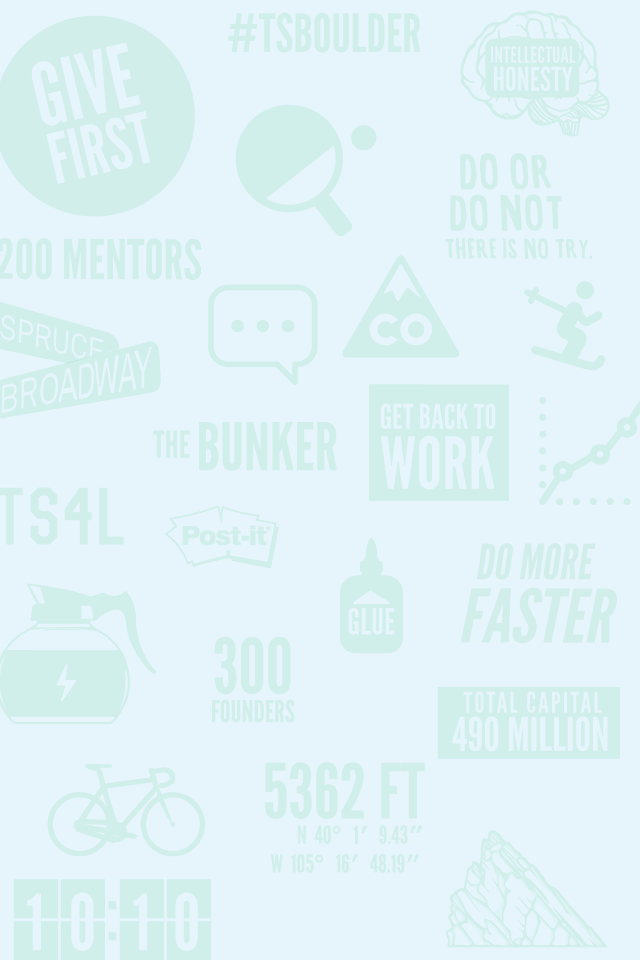 #TSBOULDER
GIVE
FIRST
INTELLECTUAL
HONESTY
DO OR
DO NOT
THERE IS NO TRY.
200 MENTORS
SPRUCE
BROADWAY
CO
GET BACK TO
WORK
THE BUNKER
TS4L
Post-it®
GLUE
DO MORE
FASTER
300
FOUNDERS
TOTAL CAPITAL
490 MILLION
5362 FT
N 40° 1′ 9.43″
W 105° 16′ 48.19″
10:10